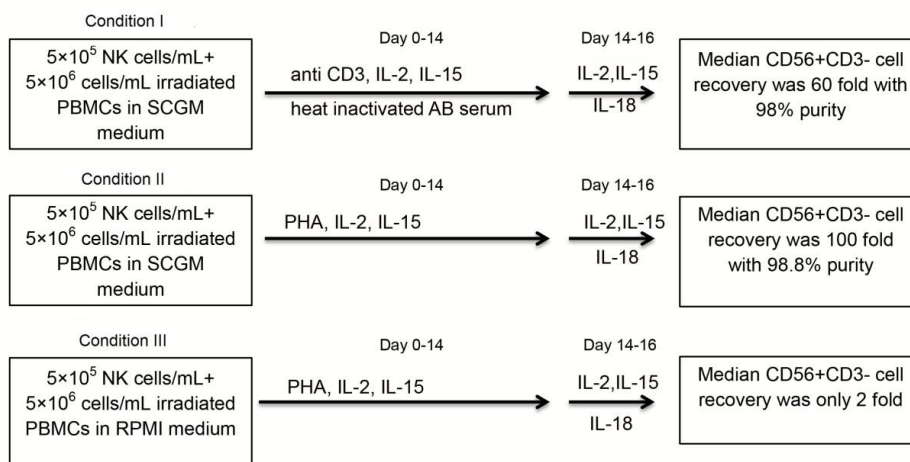 Condition I
5×10⁵ NK cells/mL+
5×10⁶ cells/mL irradiated
PBMCs in SCGM
medium
Day 0-14
anti CD3, IL-2, IL-15
heat inactivated AB serum
Day 14-16
IL-2,IL-15
IL-18
Median CD56+CD3- cell
recovery was 60 fold with
98% purity
Condition II
5×10⁵ NK cells/mL+
5×10⁶ cells/mL irradiated
PBMCs in SCGM
medium
Day 0-14
PHA, IL-2, IL-15
Day 14-16
IL-2,IL-15
IL-18
Median CD56+CD3- cell
recovery was 100 fold
with 98.8% purity
Condition III
5×10⁵ NK cells/mL+
5×10⁶ cells/mL irradiated
PBMCs in RPMI medium
Day 0-14
PHA, IL-2, IL-15
Day 14-16
IL-2,IL-15
IL-18
Median CD56+CD3- cell
recovery was only 2 fold